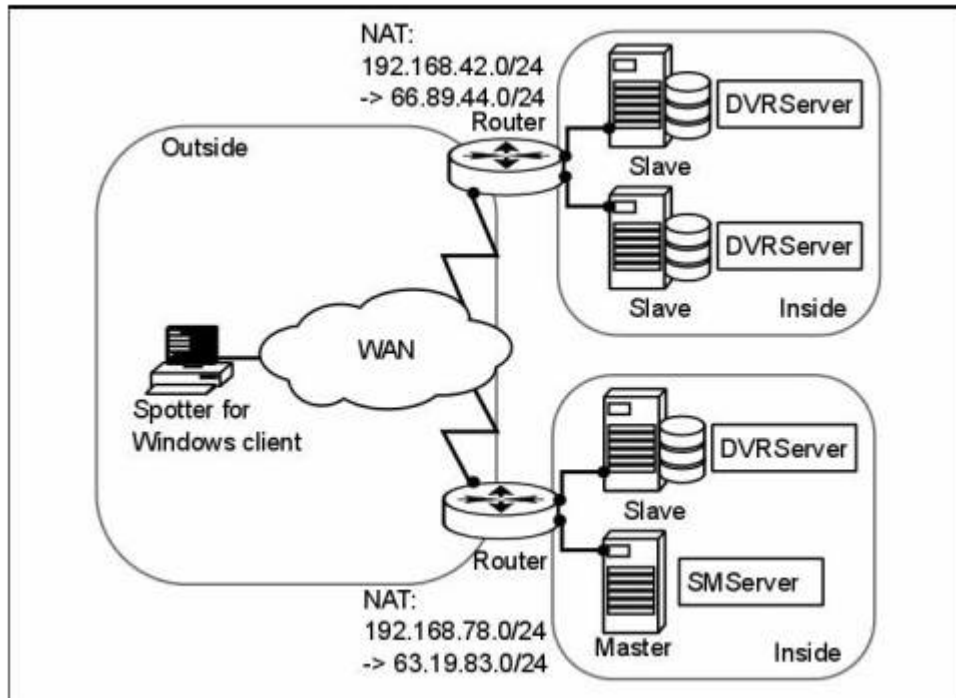 NAT:
192.168.42.0/24
-> 66.89.44.0/24
Router
DVRServer
Slave
DVRServer
Slave
Inside
Outside
WAN
Spotter for
Windows client
DVRServer
Slave
Router
SMServer
Master
Inside
NAT:
192.168.78.0/24
-> 63.19.83.0/24